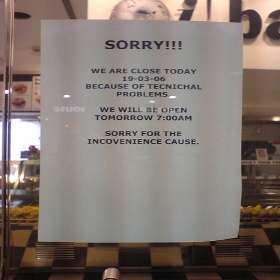 SORRY!!!
WE ARE CLOSE TODAY
19-03-06
BECAUSE OF TECNICHAL
PROBLEMS
WE WILL BE OPEN
TOMORROW 7:00AM
SORRY FOR THE
INCOVENIENCE CAUSE.